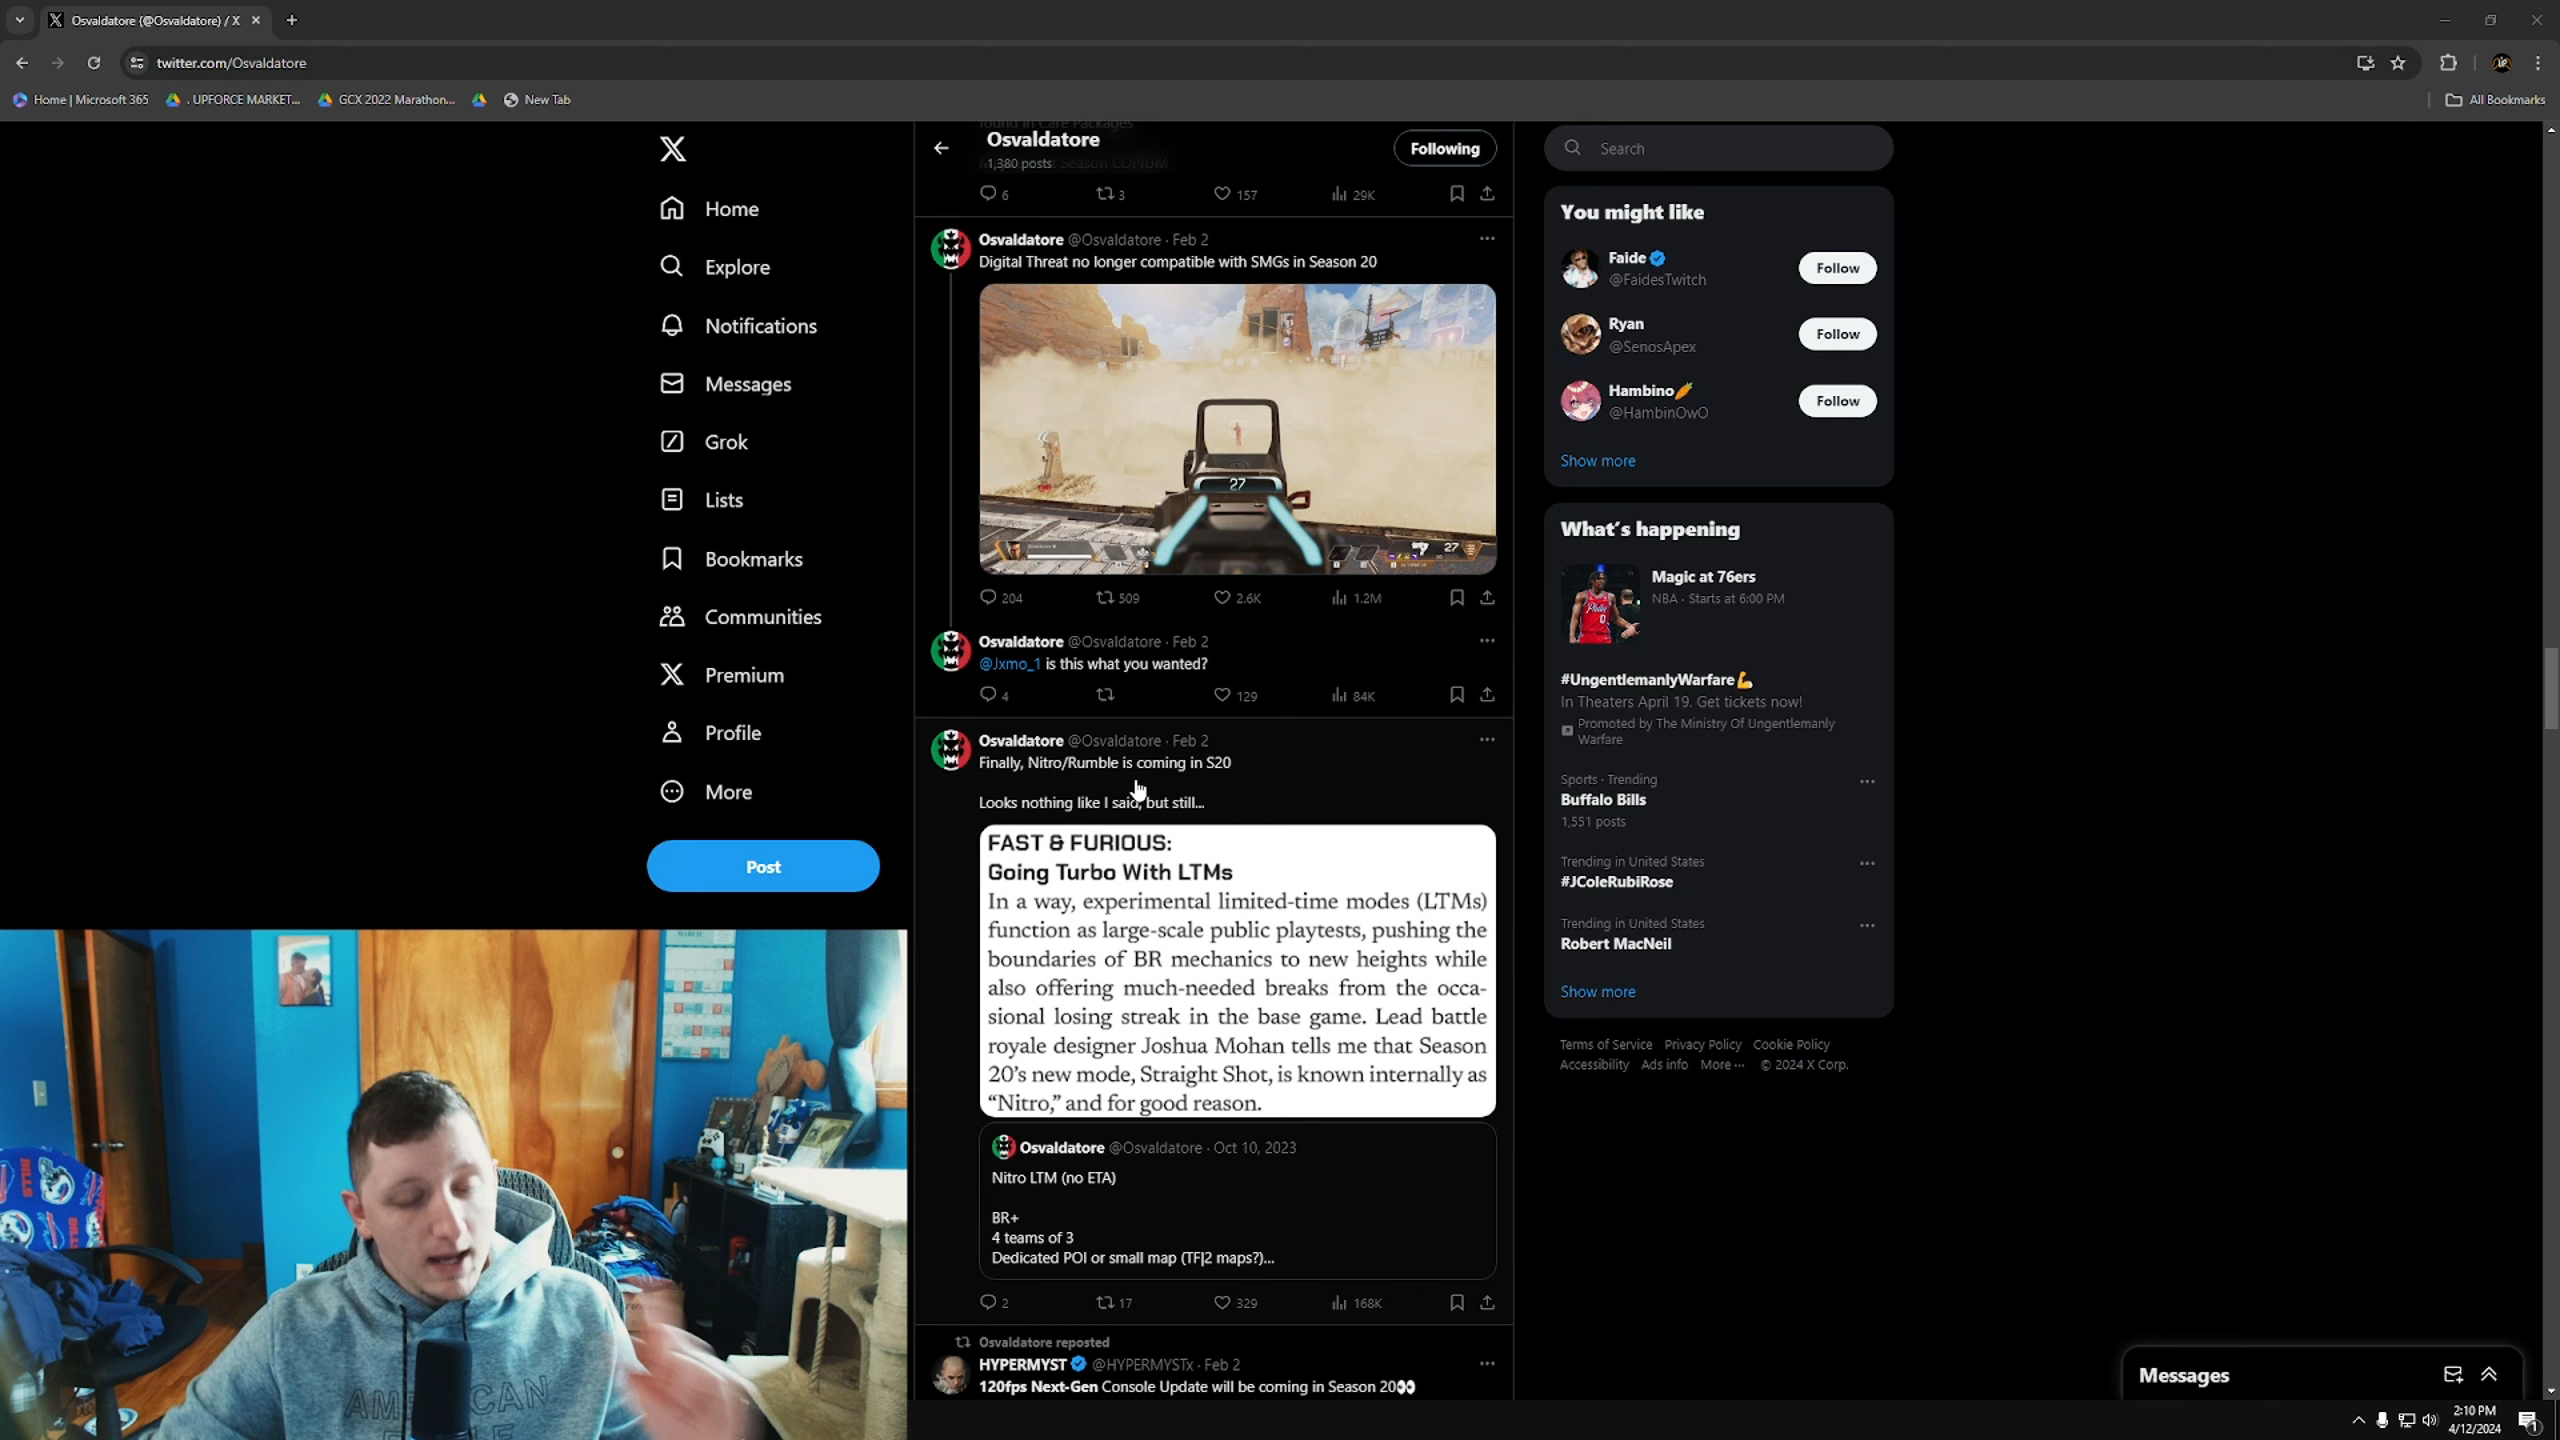 Osvaldatore (@Osvaldatore) / X
twitter.com/Osvaldatore
Home | Microsoft 365
. UPFORCE MARKET...
GCX 2022 Marathon...
New Tab
All Bookmarks
Home
Explore
Notifications
Messages
Grok
Lists
Bookmarks
Communities
Premium
Profile
More
Post
found in Care Packages
Osvaldatore
1,380 posts
Season COPIUM
Following
6
3
157
29K
Osvaldatore @Osvaldatore · Feb 2
Digital Threat no longer compatible with SMGs in Season 20
27
27
204
509
2.6K
1.2M
Osvaldatore @Osvaldatore · Feb 2
@Jxmo_1 is this what you wanted?
4
129
84K
Osvaldatore @Osvaldatore · Feb 2
Finally, Nitro/Rumble is coming in S20
Looks nothing like I said, but still...
FAST & FURIOUS:
Going Turbo With LTMs
In a way, experimental limited-time modes (LTMs)
function as large-scale public playtests, pushing the
boundaries of BR mechanics to new heights while
also offering much-needed breaks from the occa-
sional losing streak in the base game. Lead battle
royale designer Joshua Mohan tells me that Season
20's new mode, Straight Shot, is known internally as
"Nitro," and for good reason.
Osvaldatore @Osvaldatore · Oct 10, 2023
Nitro LTM (no ETA)
BR+
4 teams of 3
Dedicated POI or small map (TF|2 maps?)...
2
17
329
168K
Osvaldatore reposted
HYPERMYST @HYPERMYSTx · Feb 2
120fps Next-Gen Console Update will be coming in Season 20👀
Search
You might like
Faide
@FaidesTwitch
Follow
Ryan
@SenosApex
Follow
Hambino🥕
@HambinOwO
Follow
Show more
What's happening
Magic at 76ers
NBA · Starts at 6:00 PM
#UngentlemanlyWarfare💪
In Theaters April 19. Get tickets now!
Promoted by The Ministry Of Ungentlemanly
Warfare
Sports · Trending
Buffalo Bills
1,551 posts
Trending in United States
#JColeRubiRose
Trending in United States
Robert MacNeil
Show more
Terms of Service Privacy Policy Cookie Policy
Accessibility Ads info More ··· © 2024 X Corp.
Messages
2:10 PM
4/12/2024
1
MARCH
BILLS
AMERICAN